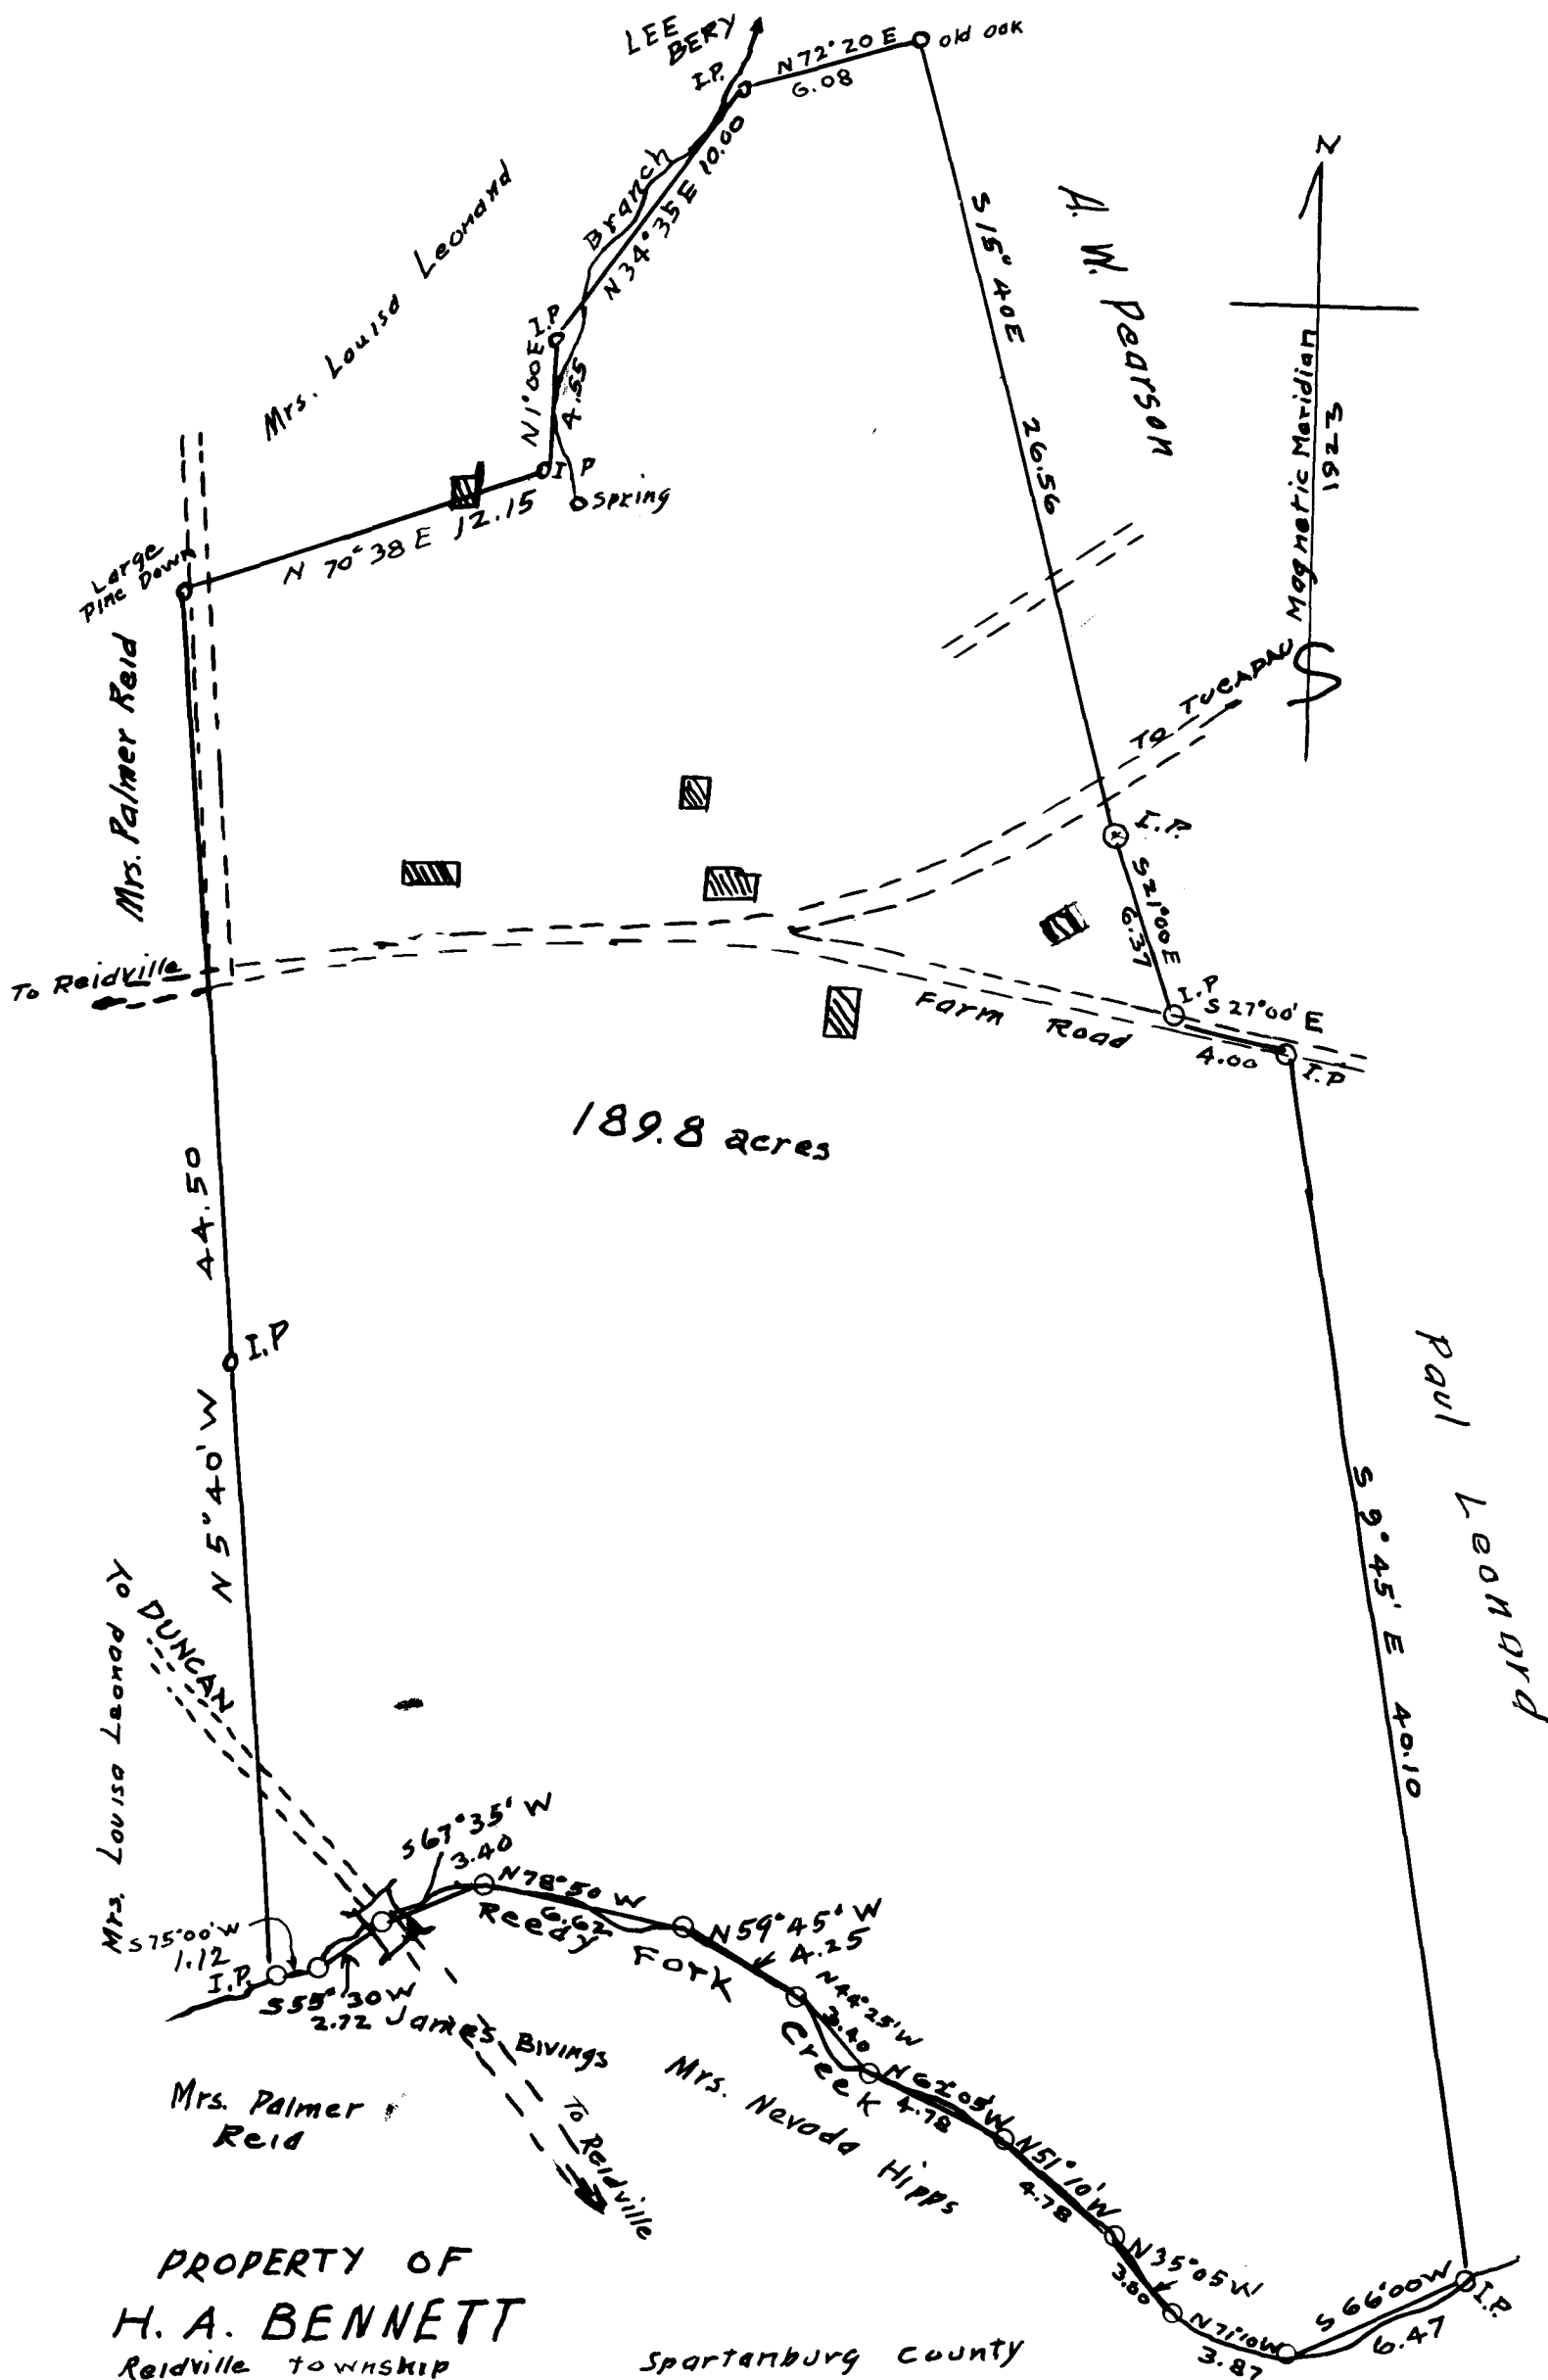 LEE
BERY
I.P.
N 72°20 E
6.08
old oak
Branch
N 34°35 E 10.00
Mrs. Louisa Leonard
I.P
N 1°00 E
4.55
I P
spring
N 70°38 E 12.15
Large
Pine Down
S 15° 40 E 26.56
A. W. Pearson
N
Magnetic Meridian
1923
S
To TUCAPAU
Mrs. Palmer Reid
I.P.
S 21°00 E
6.37
To Reidville
Farm Road
I.P
S 27°00' E
4.00
I.P
189.8 acres
N 5°40' W 44.50
I.P
Paul Leonard
S 9°45' E 40.10
Mrs. Louisa Leonad
To DUNCAN
S 67°35' W
3.40
S 75°00' W
1.12
I.P.
S 55°30 W
2.72
N 78°50 W
6.62
Reedy Fork Creek
N 59°45' W
4.25
N 44°25' W
3.40
N 62°05 W
4.78
N 51°10' W
4.78
N 35°05 W
3.80
N 71°10 W
3.87
S 66°00 W
6.47
I.P.
James Bivings
Mrs. Nevada Hipps
Mrs. Palmer
Reid
To Reidville
PROPERTY OF
H. A. BENNETT
Reidville township
Spartanburg County